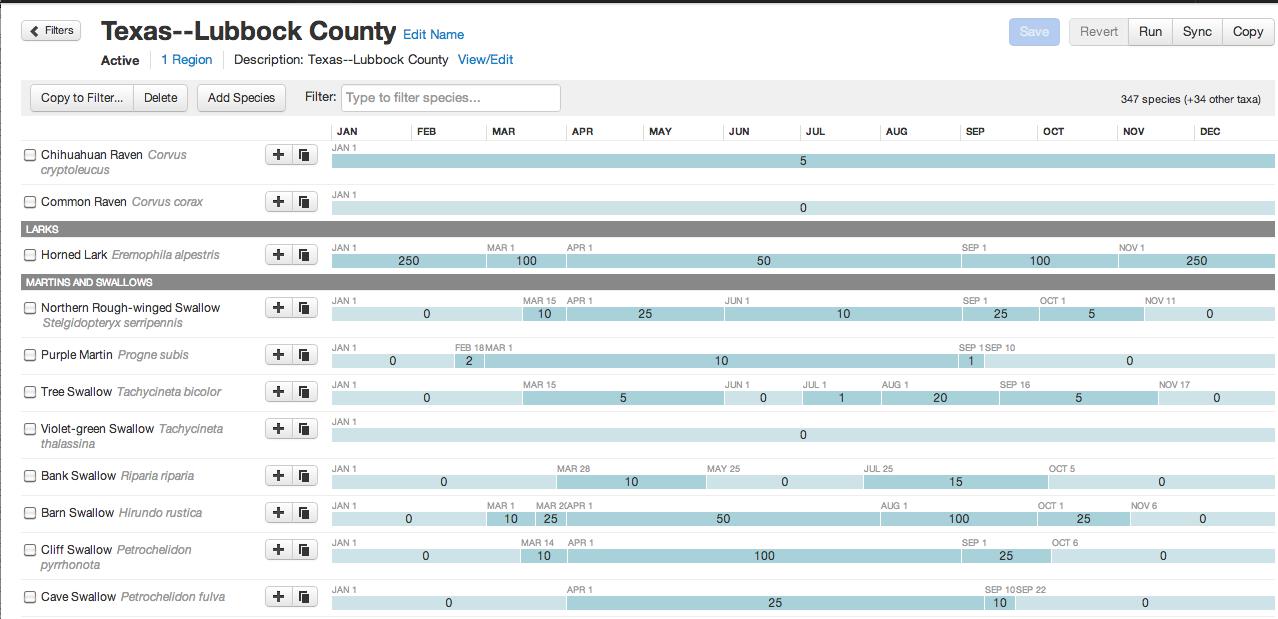 Filters
Texas--Lubbock County Edit Name
Save Revert Run Sync Copy
Active 1 Region Description: Texas--Lubbock County View/Edit
Copy to Filter... Delete Add Species Filter: Type to filter species... 347 species (+34 other taxa)
JAN FEB MAR APR MAY JUN JUL AUG SEP OCT NOV DEC
JAN 1
Chihuahuan Raven Corvus 5
cryptoleucus
JAN 1
Common Raven Corvus corax 0
LARKS
JAN 1 MAR 1 APR 1 SEP 1 NOV 1
Horned Lark Eremophila alpestris 250 100 50 100 250
MARTINS AND SWALLOWS
JAN 1 MAR 15 APR 1 JUN 1 SEP 1 OCT 1 NOV 11
Northern Rough-winged Swallow 0 10 25 10 25 5 0
Stelgidopteryx serripennis
JAN 1 FEB 18 MAR 1 SEP 1 SEP 10
Purple Martin Progne subis 0 2 10 1 0
JAN 1 MAR 15 JUN 1 JUL 1 AUG 1 SEP 16 NOV 17
Tree Swallow Tachycineta bicolor 0 5 0 1 20 5 0
JAN 1
Violet-green Swallow Tachycineta 0
thalassina
JAN 1 MAR 28 MAY 25 JUL 25 OCT 5
Bank Swallow Riparia riparia 0 10 0 15 0
JAN 1 MAR 1 MAR APR 1 AUG 1 OCT 1 NOV 6
Barn Swallow Hirundo rustica 0 10 25 50 100 25 0
JAN 1 MAR 14 APR 1 SEP 1 OCT 6
Cliff Swallow Petrochelidon 0 10 100 25 0
pyrrhonota
JAN 1 APR 1 SEP 10 SEP 22
Cave Swallow Petrochelidon fulva 0 25 10 0